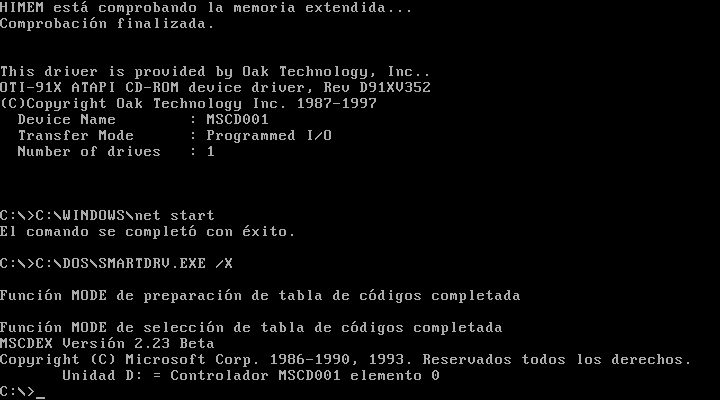 HIMEM está comprobando la memoria extendida...
Comprobación finalizada.
This driver is provided by Oak Technology, Inc..
OTI-91X ATAPI CD-ROM device driver, Rev D91XV352
(C)Copyright Oak Technology Inc. 1987-1997
Device Name : MSCD001
Transfer Mode : Programmed I/O
Number of drives : 1
C:\>C:\WINDOWS\net start
El comando se completó con éxito.
C:\>C:\DOS\SMARTDRV.EXE /X
Función MODE de preparación de tabla de códigos completada
Función MODE de selección de tabla de códigos completada
MSCDEX Versión 2.23 Beta
Copyright (C) Microsoft Corp. 1986-1990, 1993. Reservados todos los derechos.
Unidad D: = Controlador MSCD001 elemento 0
C:\>_